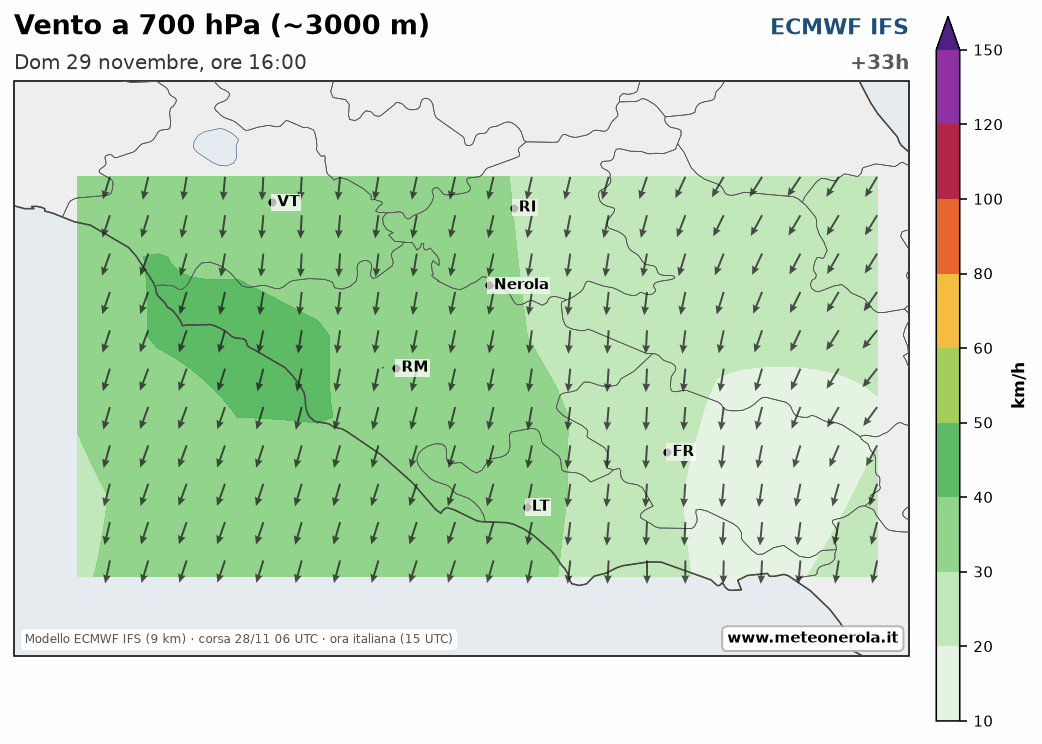 Vento a 700 hPa (~3000 m)
ECMWF IFS
Dom 29 novembre, ore 16:00
+33h
VT
RI
Nerola
RM
FR
LT
150
120
100
80
60
50
40
30
20
10
km/h
Modello ECMWF IFS (9 km) · corsa 28/11 06 UTC · ora italiana (15 UTC)
www.meteonerola.it